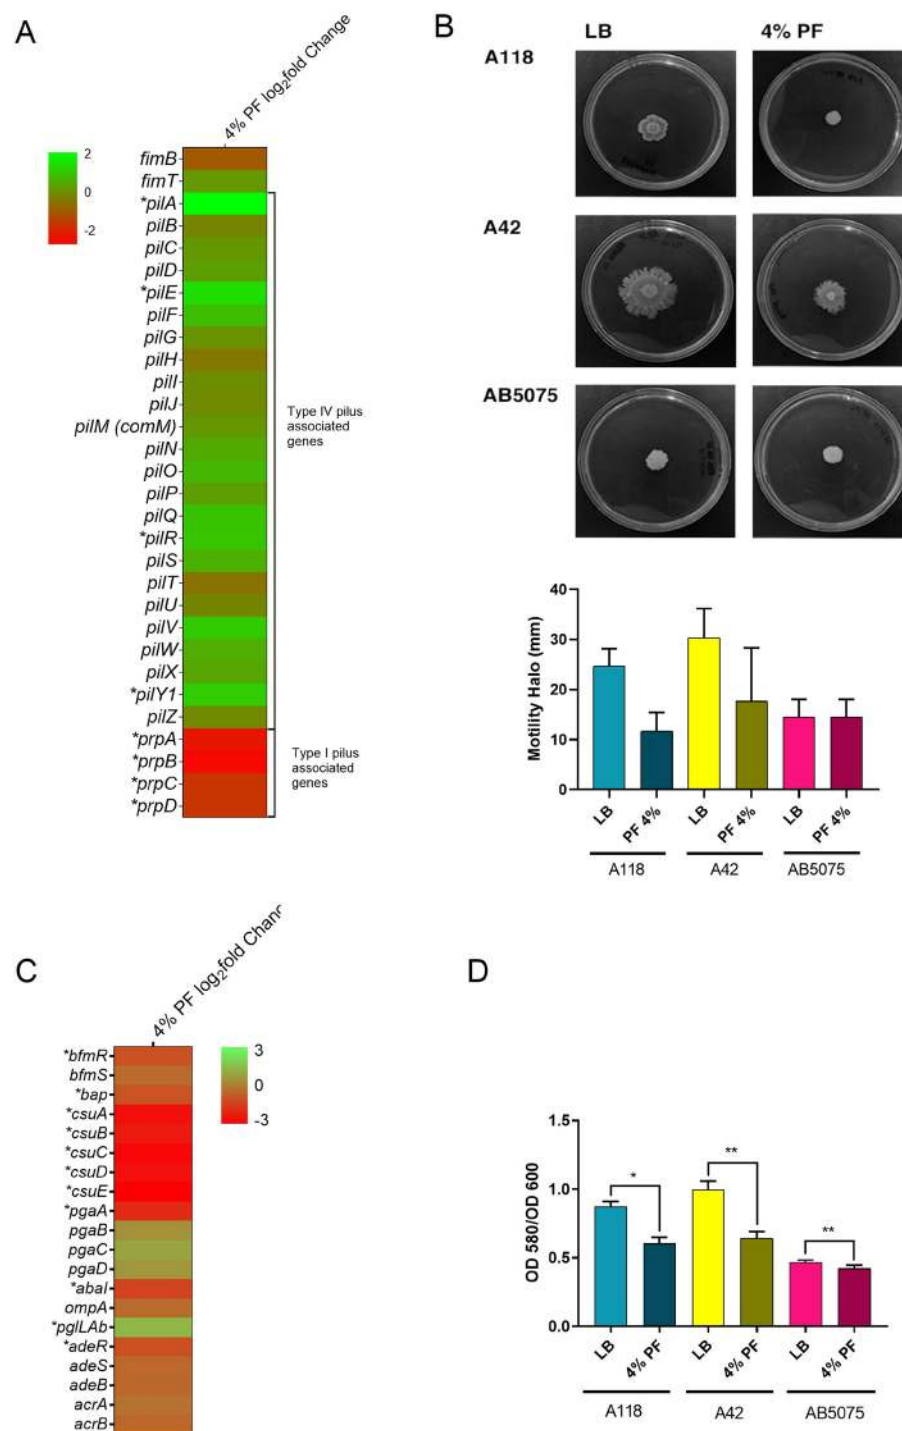 A
4% PF log2fold Change
2
0
-2
fimB
fimT
*pilA
pilB
pilC
pilD
*pilE
pilF
pilG
pilH
pilI
pilJ
pilM (comM)
pilN
pilO
pilP
pilQ
*pilR
pilS
pilT
pilU
pilV
pilW
pilX
*pilY1
pilZ
*prpA
*prpB
*prpC
*prpD
Type IV pilus
associated
genes
Type I pilus
associated
genes
B
LB
4% PF
A118
A42
AB5075
Motility Halo (mm)
40
30
20
10
0
LB
PF 4%
LB
PF 4%
LB
PF 4%
A118
A42
AB5075
C
4% PF log2fold Chan
3
0
-3
*bfmR
bfmS
*bap
*csuA
*csuB
*csuC
*csuD
*csuE
*pgaA
pgaB
pgaC
pgaD
*abaI
ompA
*pglLAb
*adeR
adeS
adeB
acrA
acrB
D
OD 580/OD 600
1.5
1.0
0.5
0.0
*
**
**
LB
4% PF
LB
4% PF
LB
4% PF
A118
A42
AB5075